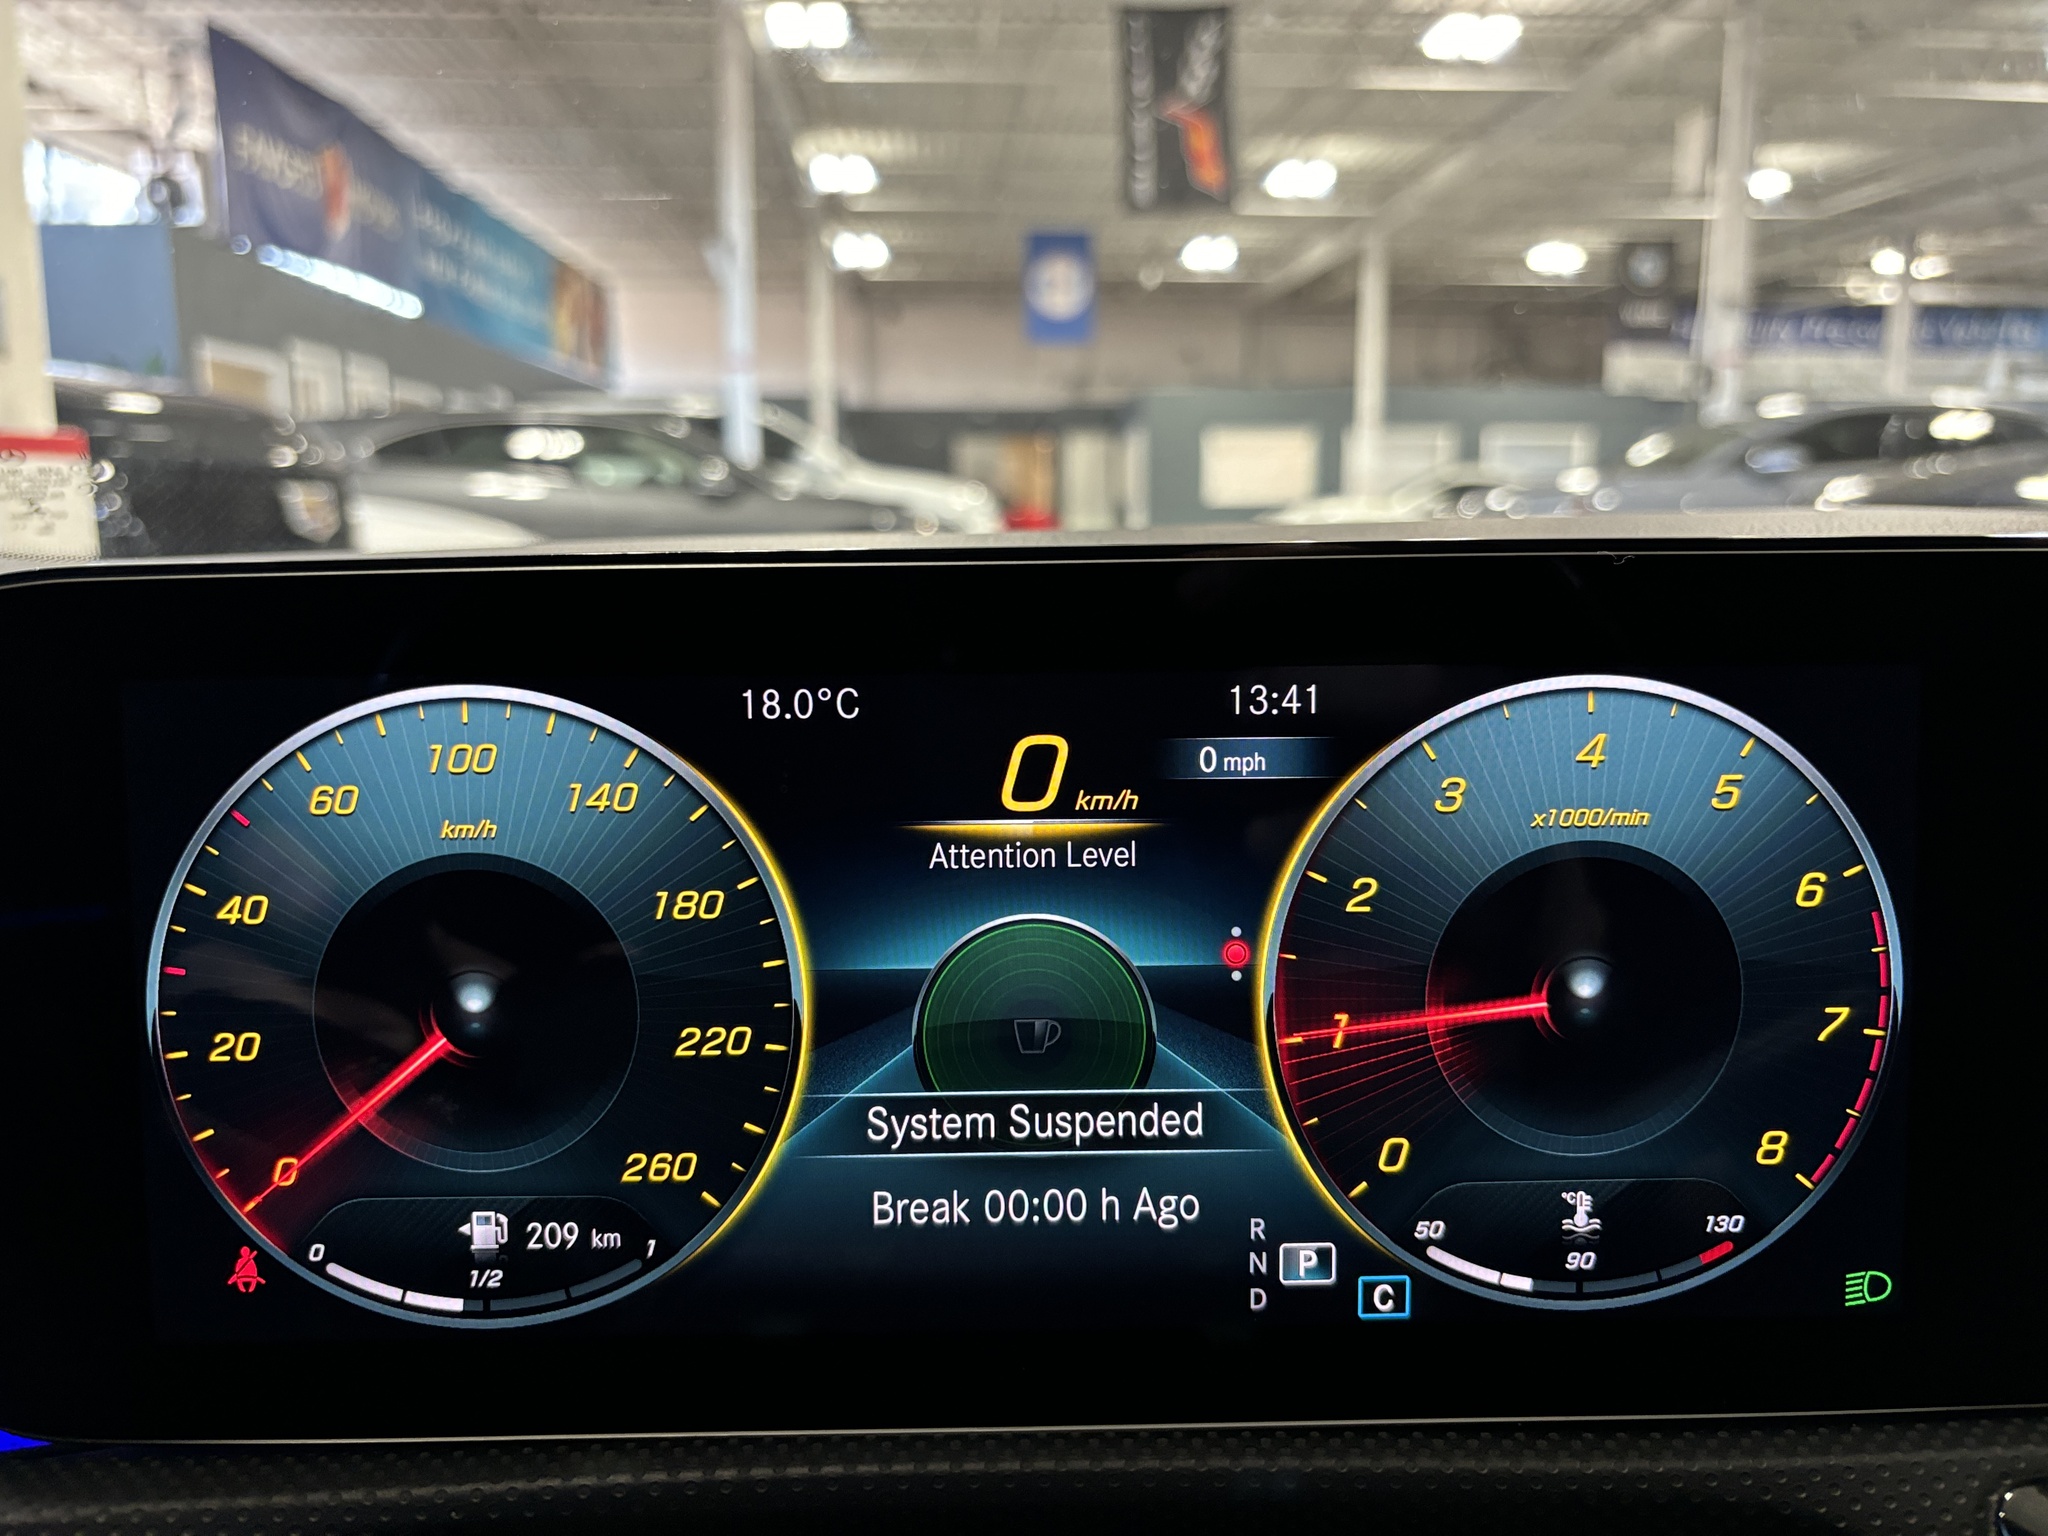 18.0°C
13:41
0 km/h
0 mph
Attention Level
System Suspended
Break 00:00 h Ago
0
20
40
60
100
140
180
220
260
km/h
209 km
0
1/2
1
0
1
2
3
4
5
6
7
8
x1000/min
°C
50
90
130
R
N
D
P
C